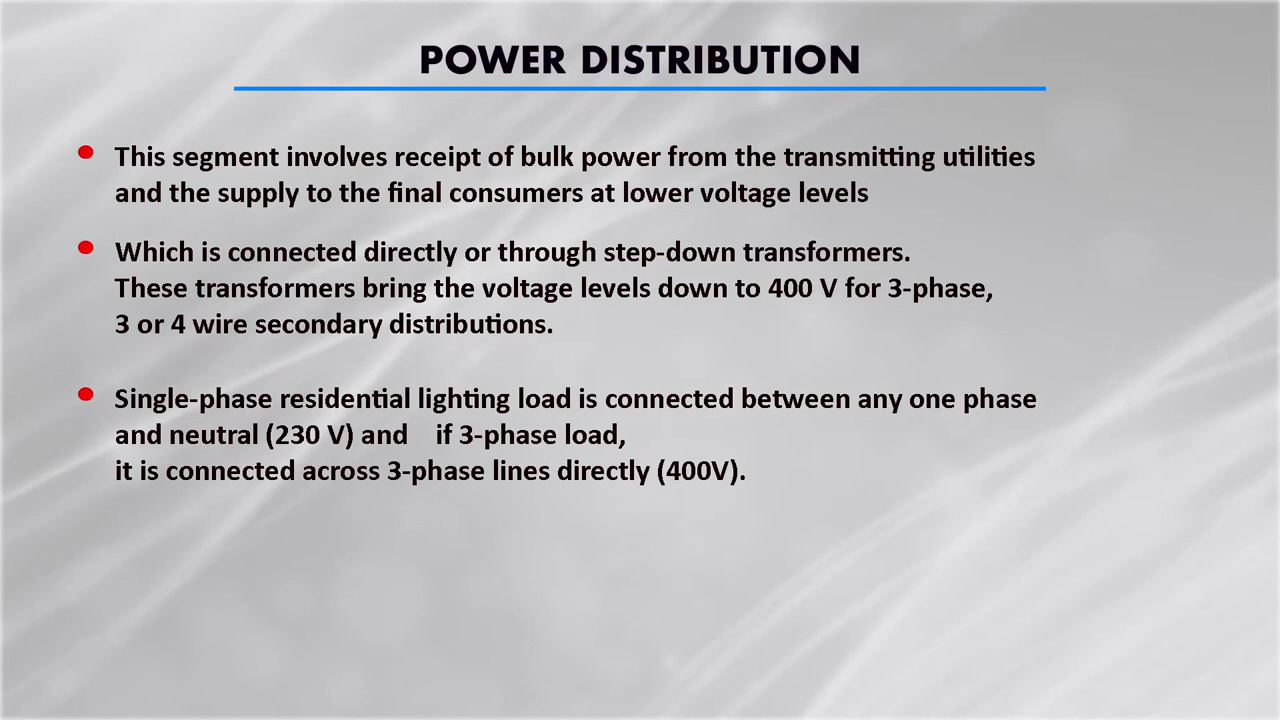 POWER DISTRIBUTION
• This segment involves receipt of bulk power from the transmitting utilities
and the supply to the final consumers at lower voltage levels
• Which is connected directly or through step-down transformers.
These transformers bring the voltage levels down to 400 V for 3-phase,
3 or 4 wire secondary distributions.
• Single-phase residential lighting load is connected between any one phase
and neutral (230 V) and    if 3-phase load,
it is connected across 3-phase lines directly (400V).